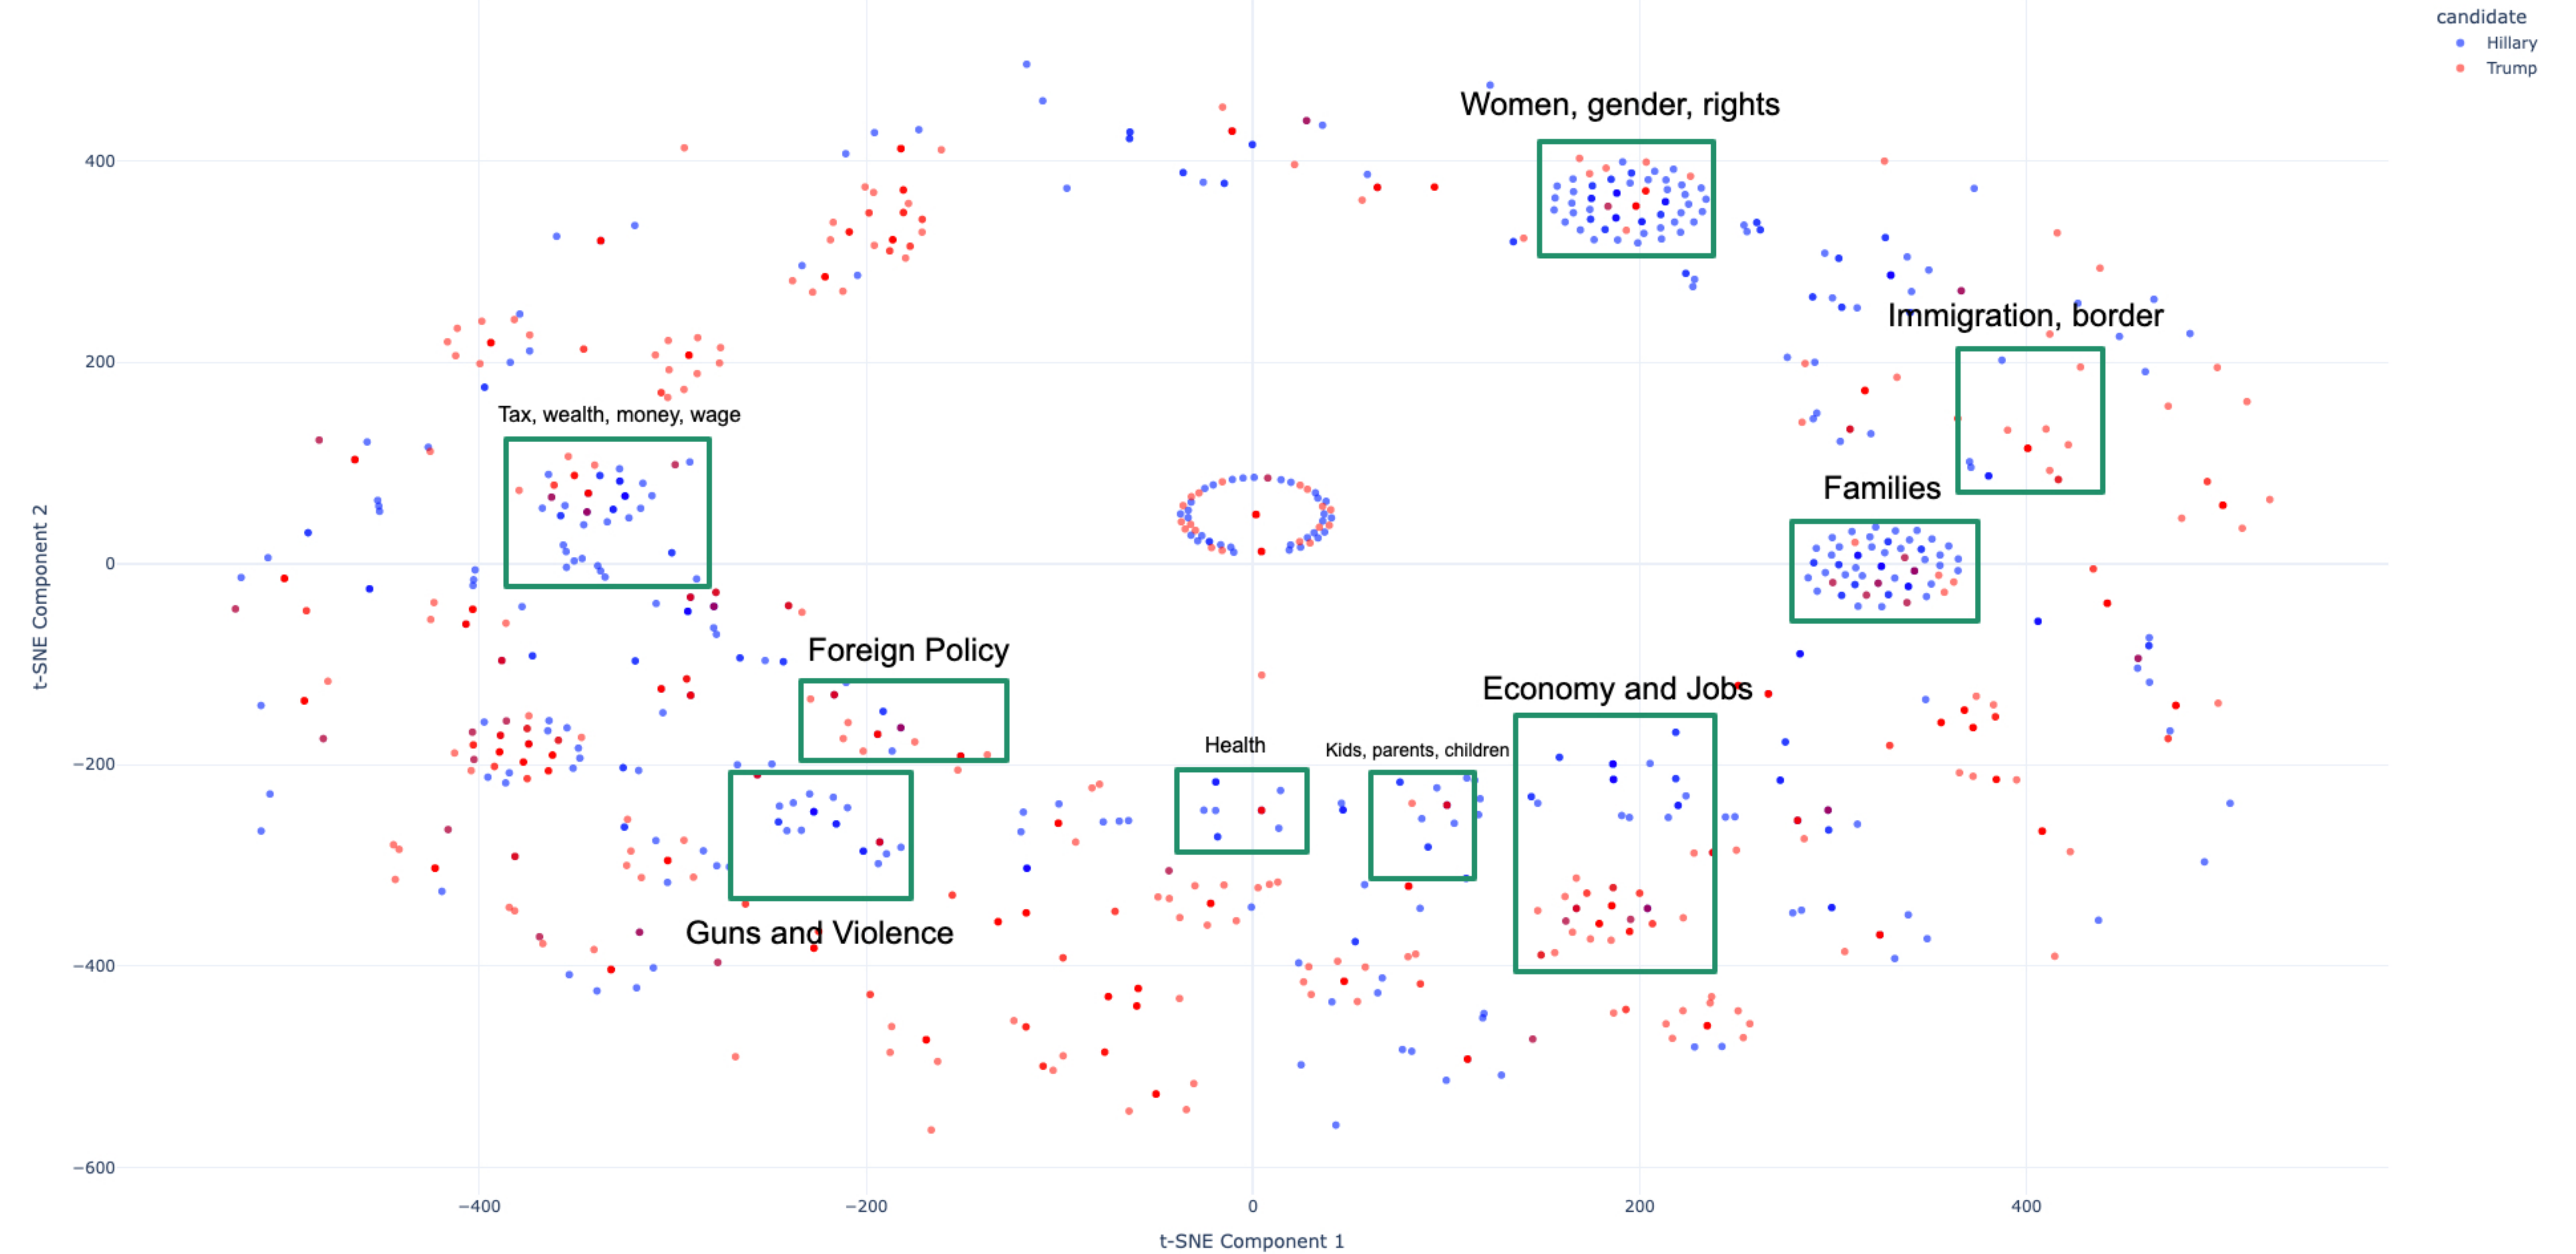 candidate
Hillary
Trump
Women, gender, rights
400
Immigration, border
200
Tax, wealth, money, wage
Families
0
Foreign Policy
Economy and Jobs
Health
Kids, parents, children
−200
Guns and Violence
−400
−600
−400
−200
0
200
400
t-SNE Component 1
t-SNE Component 2